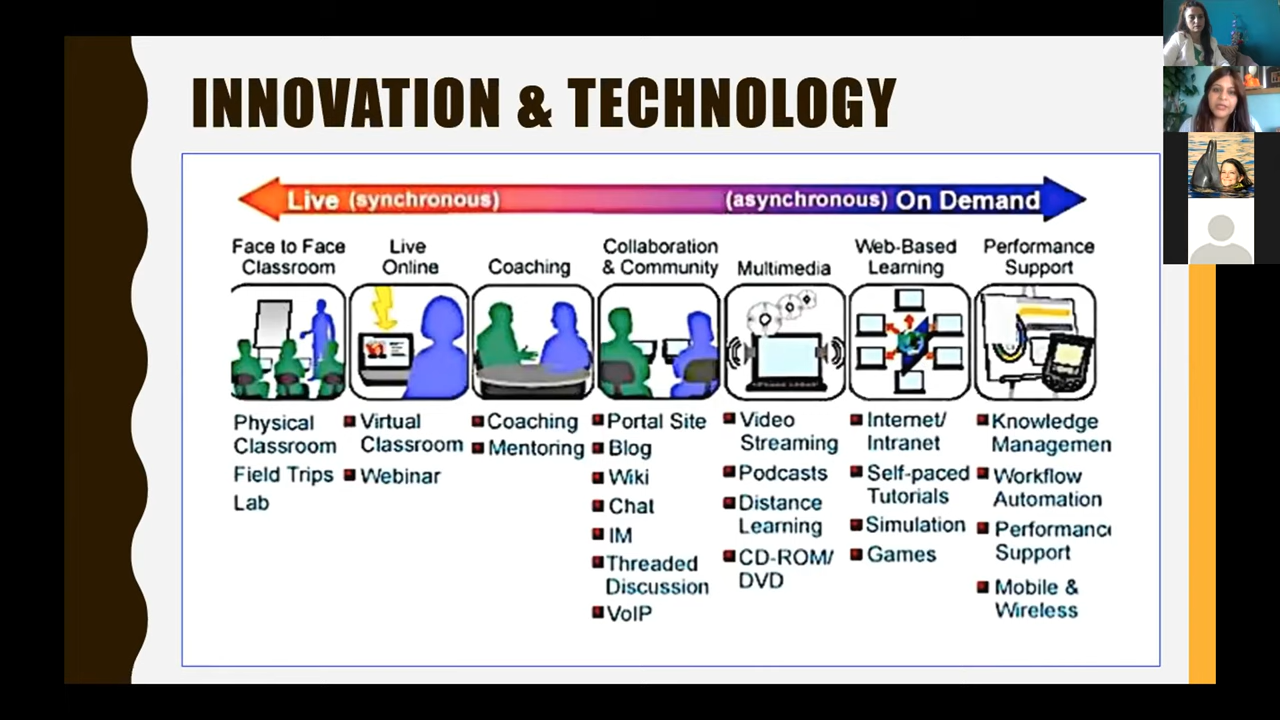 INNOVATION & TECHNOLOGY
Live (synchronous) (asynchronous) On Demand
Face to Face
Classroom
Live
Online
Coaching
Collaboration
& Community
Multimedia
Web-Based
Learning
Performance
Support
Physical
Classroom
Field Trips
Lab
Virtual
Classroom
Webinar
Coaching
Mentoring
Portal Site
Blog
Wiki
Chat
IM
Threaded
Discussion
VoIP
Video
Streaming
Podcasts
Distance
Learning
CD-ROM/
DVD
Internet/
Intranet
Self-paced
Tutorials
Simulation
Games
Knowledge
Managemen
Workflow
Automation
Performanc
Support
Mobile &
Wireless